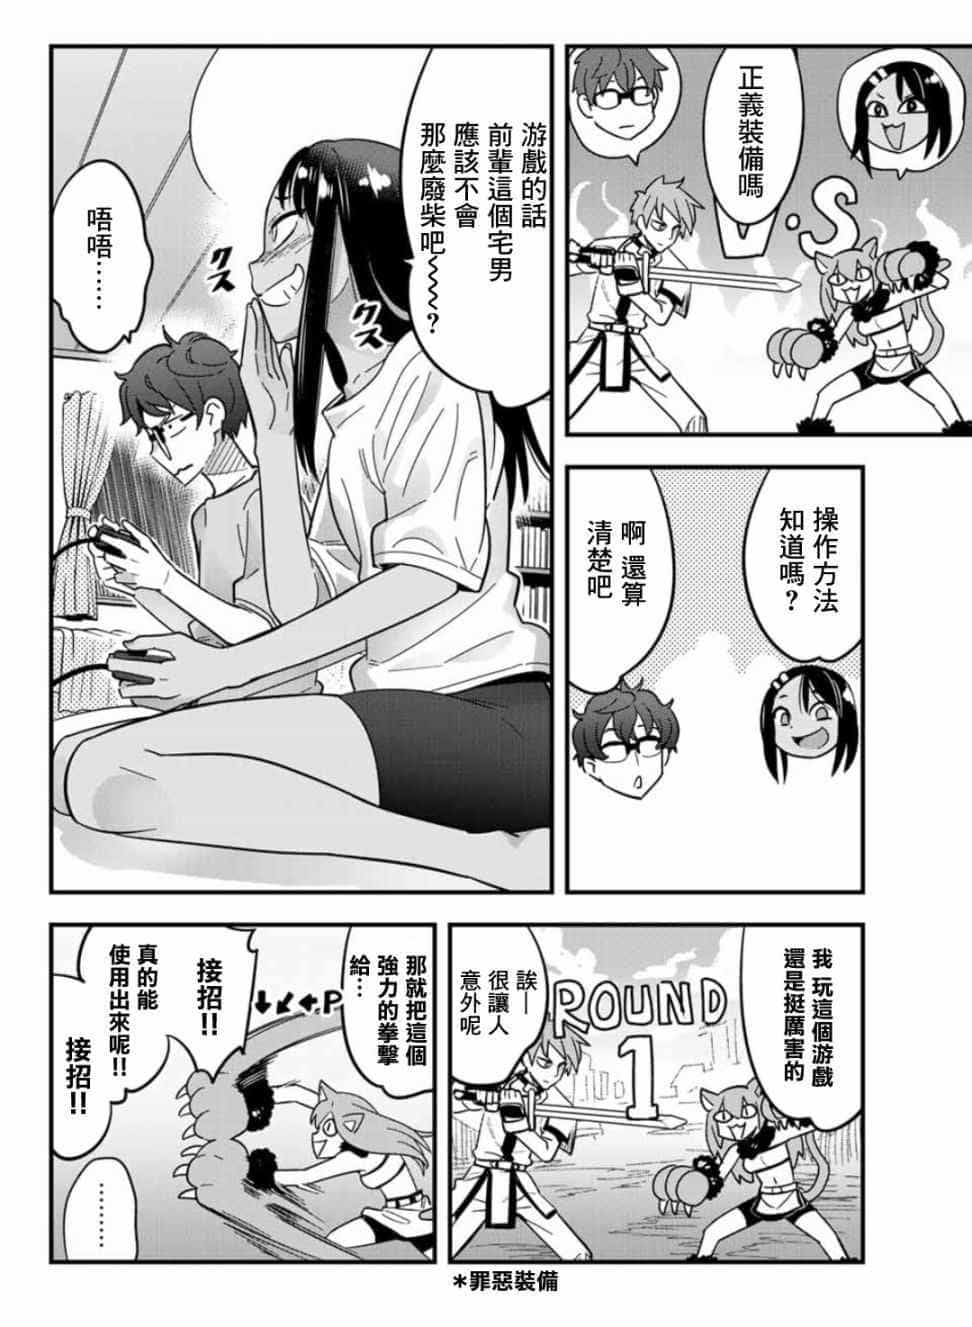 正義裝備嗎
·S
操作方法
知道嗎?
啊 還算
清楚吧
游戲的話
前輩這個宅男
應該不會
那麼廢柴吧~~~~?
クス
クス
唔唔……
我玩這個游戲
還是挺厲害的
誒—
很讓人
意外呢
ROUND
1
那就把這個
強力的拳擊
給…
↓↙←P
接招!!
真的能
使用出來呢!!
接招!!
………
*罪惡裝備